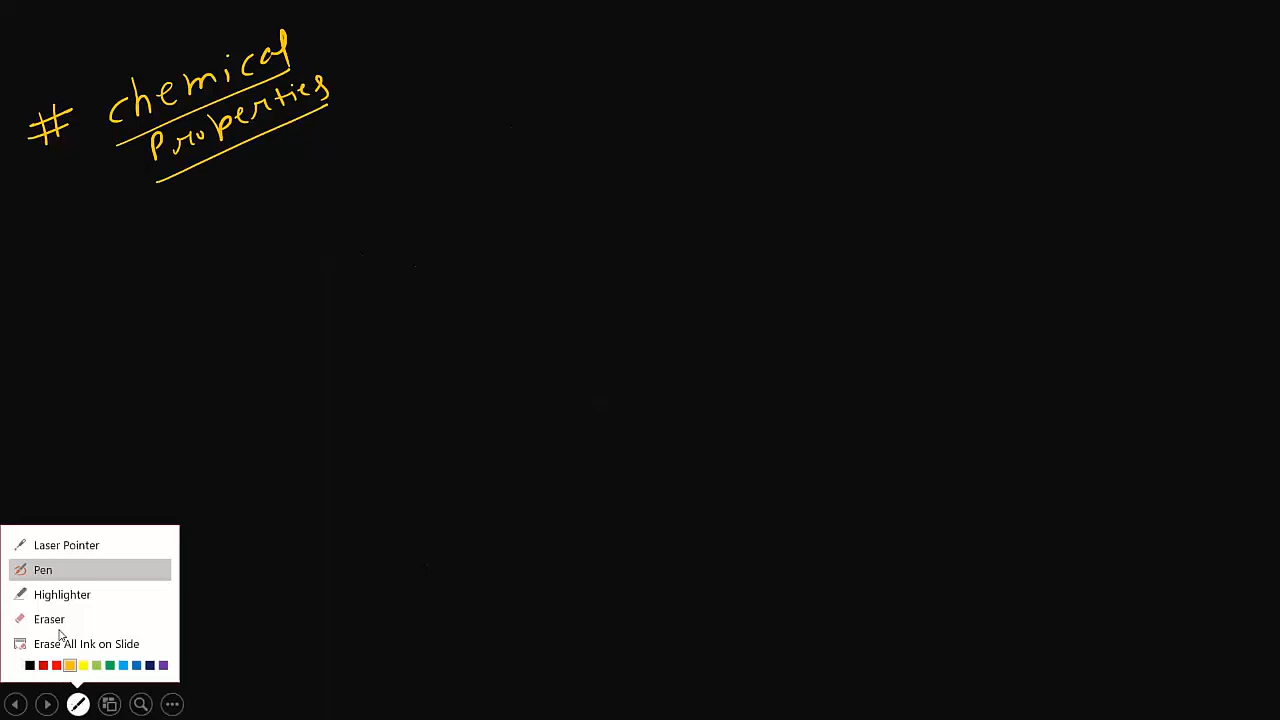 # chemical
Properties
Laser Pointer
Pen
Highlighter
Eraser
Erase All Ink on Slide